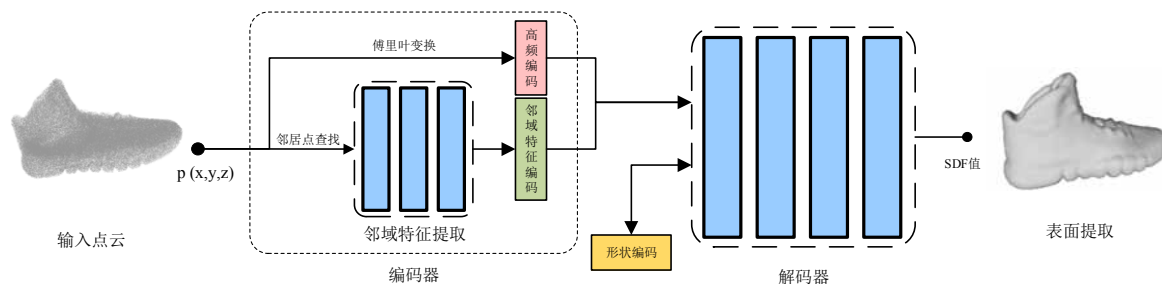 p (x,y,z)
输入点云
傅里叶变换
邻居点查找
邻域特征提取
高频编码
邻域特征编码
编码器
形状编码
解码器
SDF值
表面提取